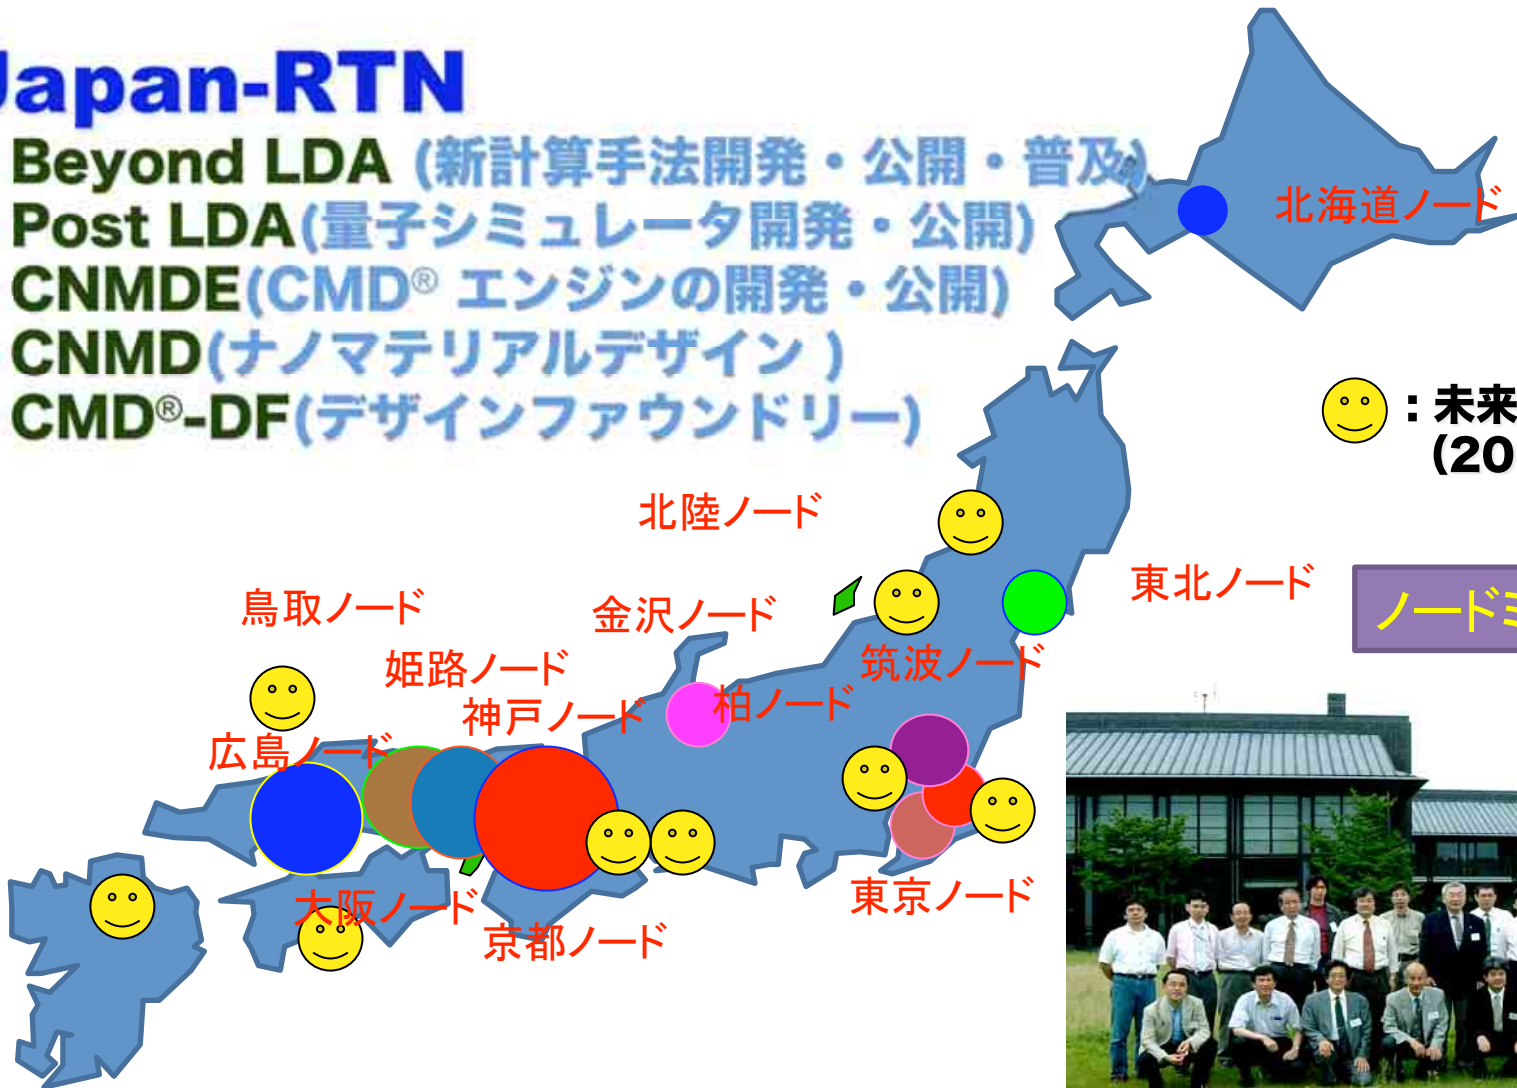 Japan-RTN
Beyond LDA (新計算手法開発・公開・普及)
Post LDA(量子シミュレータ開発・公開)
CNMDE(CMD® エンジンの開発・公開)
CNMD(ナノマテリアルデザイン )
CMD®-DF(デザインファウンドリー)
北海道ノード
: 未来
(20
北陸ノード
東北ノード
ノードミ
鳥取ノード
金沢ノード
姫路ノード
筑波ノード
神戸ノード
柏ノード
広島ノード
大阪ノード
東京ノード
京都ノード